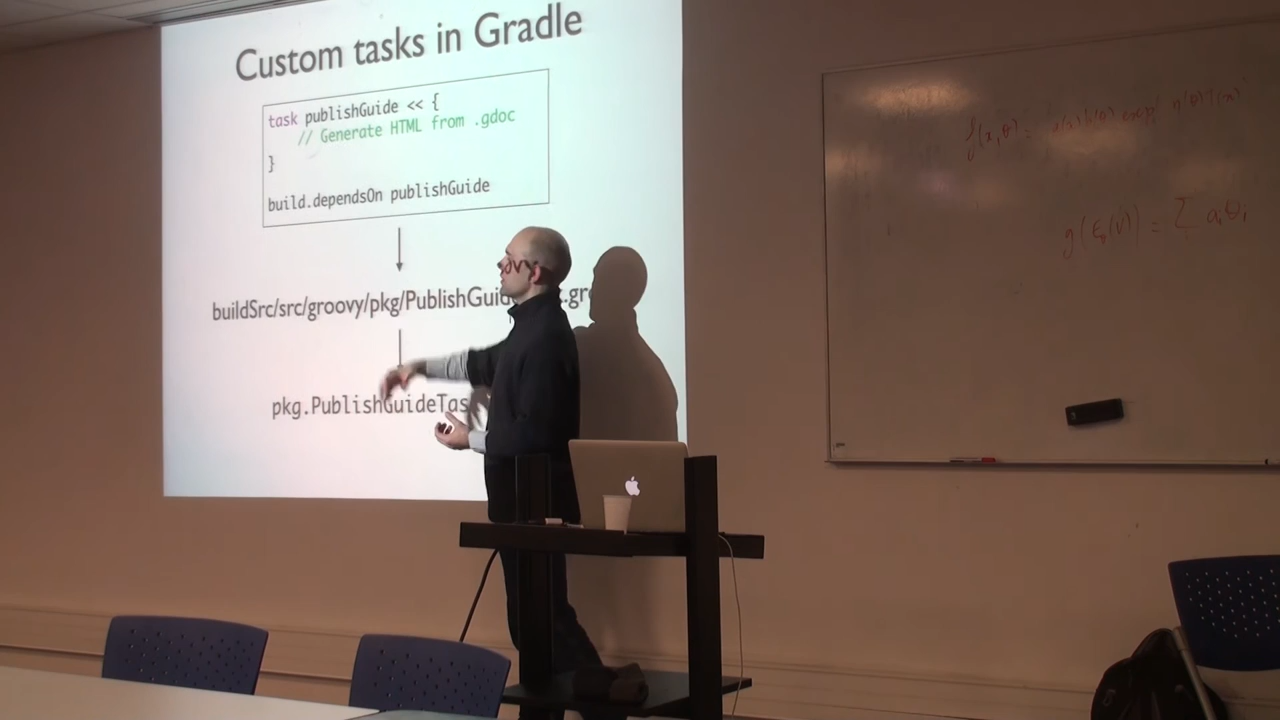 Custom tasks in Gradle
task publishGuide << {
// Generate HTML from .gdoc
}
build.dependsOn publishGuide
buildSrc/src/groovy/pkg/PublishGui
pkg.PublishGuideTas
f(x,θ) =
g(ξ(V)) = Σ aᵢθᵢ